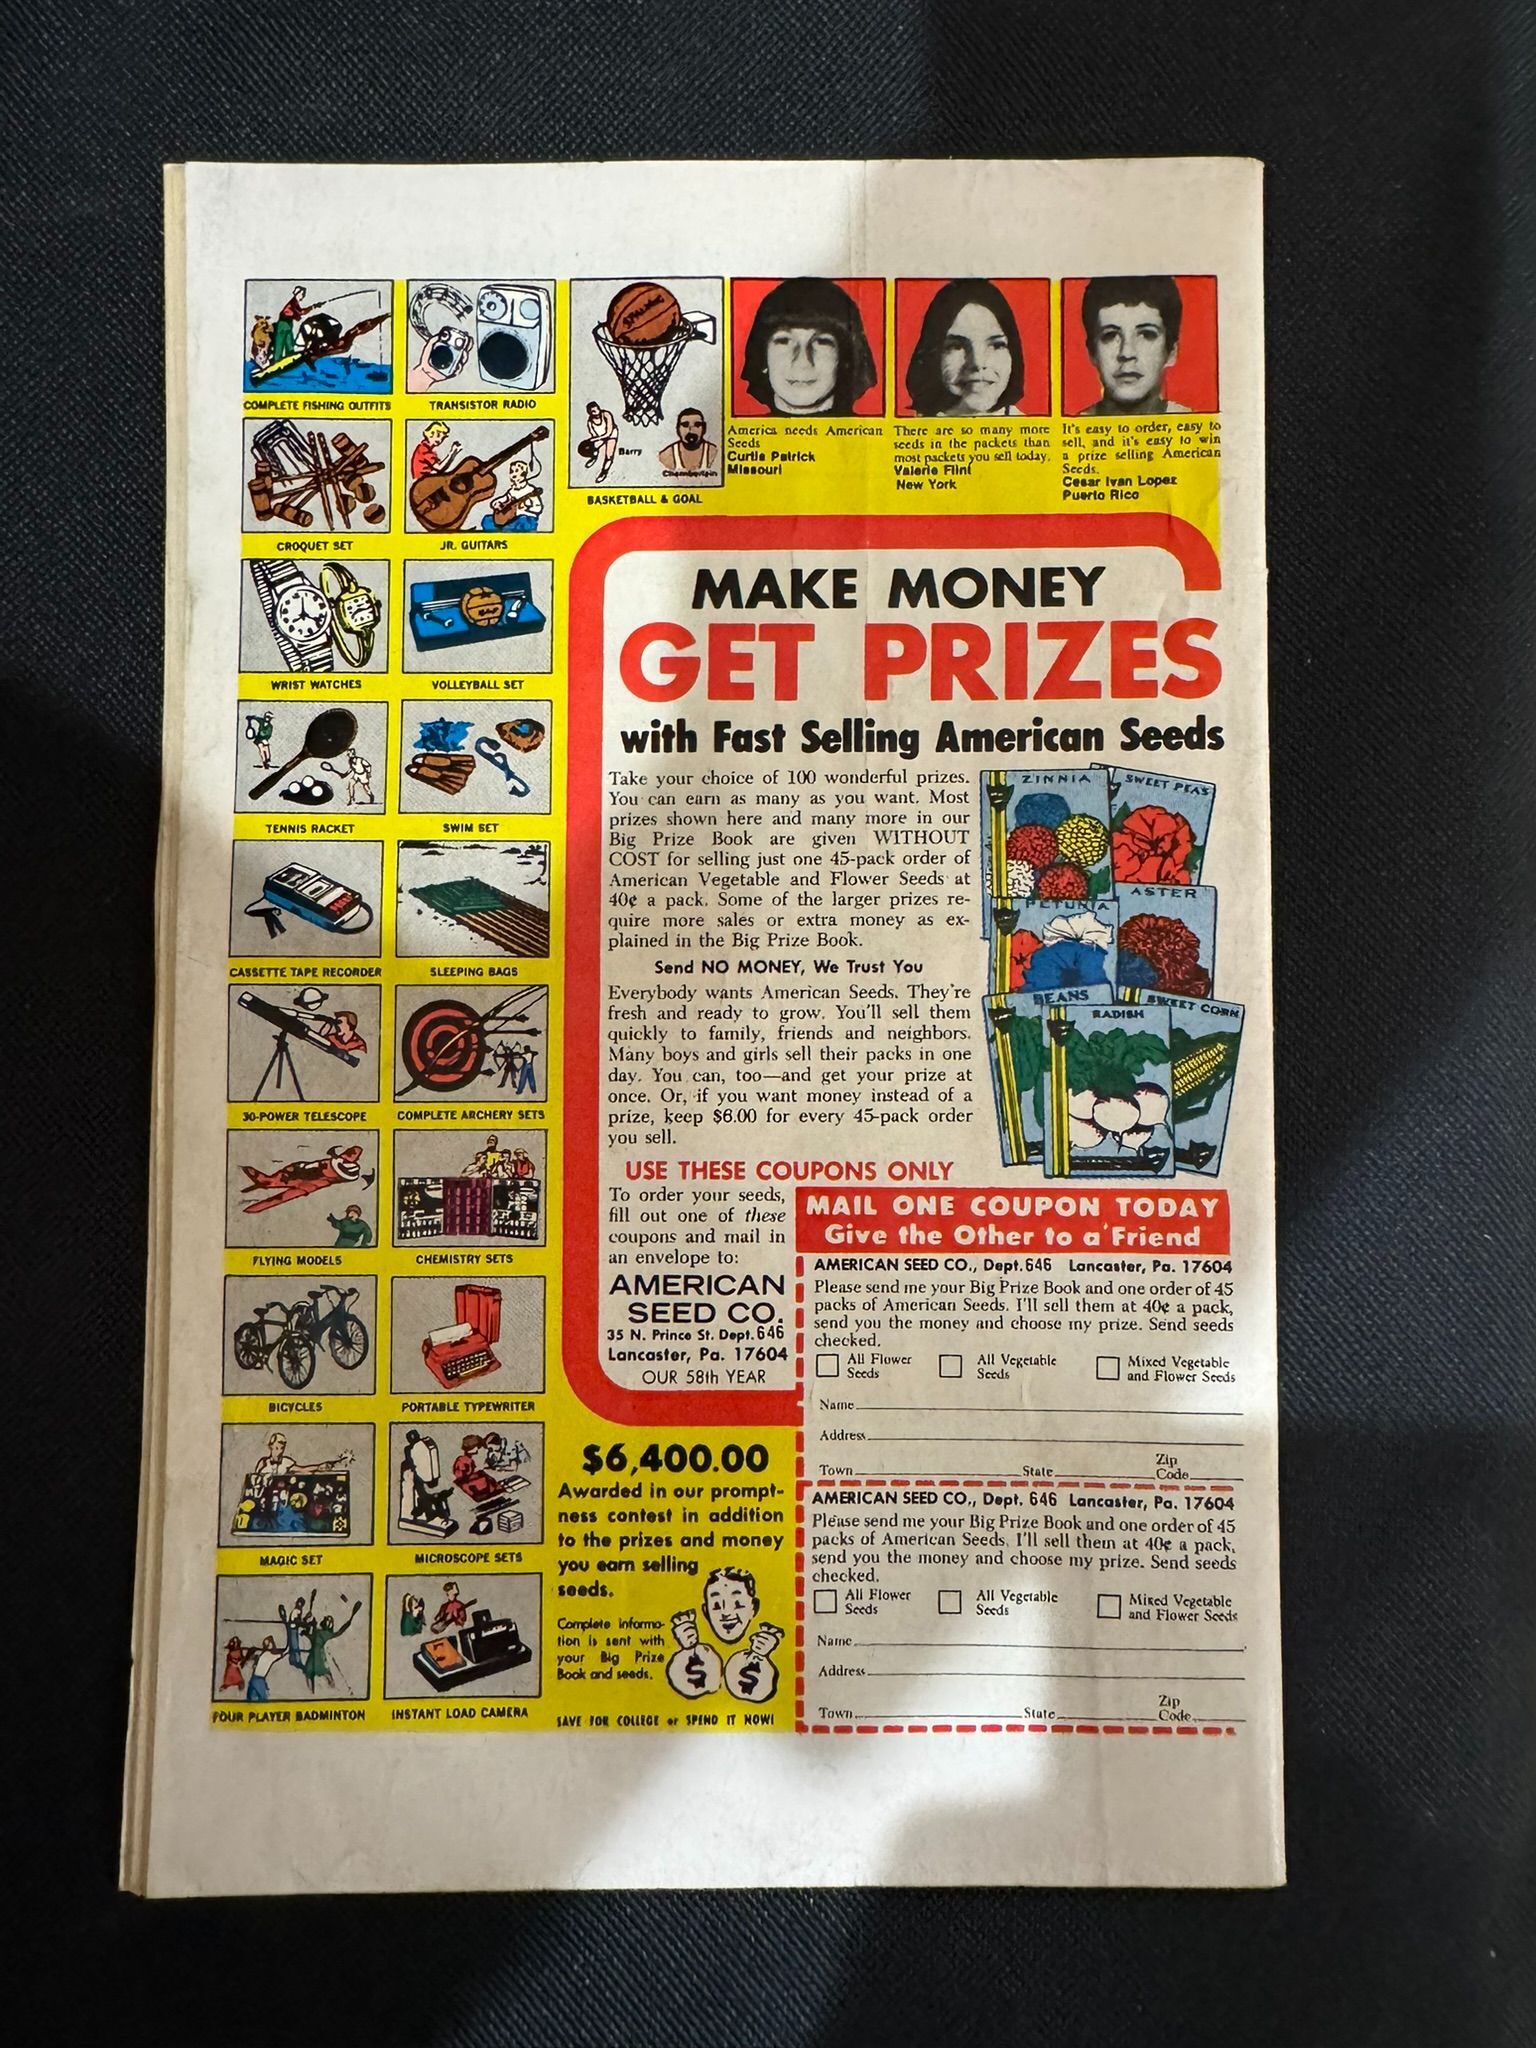 COMPLETE FISHING OUTFITS
TRANSISTOR RADIO
SPALDING
Barry
Chamberlain
BASKETBALL & GOAL
America needs American
Seeds
Curtis Patrick
Missouri
There are so many more
seeds in the packets than
most packets you sell today.
Valerie Flint
New York
It's easy to order, easy to
sell, and it's easy to win
a prize selling American
Seeds.
Cesar Ivan Lopez
Puerto Rico
CROQUET SET
JR. GUITARS
WRIST WATCHES
VOLLEYBALL SET
TENNIS RACKET
SWIM SET
CASSETTE TAPE RECORDER
SLEEPING BAGS
30-POWER TELESCOPE
COMPLETE ARCHERY SETS
FLYING MODELS
CHEMISTRY SETS
BICYCLES
PORTABLE TYPEWRITER
MAGIC SET
MICROSCOPE SETS
FOUR PLAYER BADMINTON
INSTANT LOAD CAMERA
MAKE MONEY
GET PRIZES
with Fast Selling American Seeds
Take your choice of 100 wonderful prizes.
You can earn as many as you want. Most
prizes shown here and many more in our
Big Prize Book are given WITHOUT
COST for selling just one 45-pack order of
American Vegetable and Flower Seeds at
40¢ a pack. Some of the larger prizes re-
quire more sales or extra money as ex-
plained in the Big Prize Book.
Send NO MONEY, We Trust You
Everybody wants American Seeds. They're
fresh and ready to grow. You'll sell them
quickly to family, friends and neighbors.
Many boys and girls sell their packs in one
day. You can, too—and get your prize at
once. Or, if you want money instead of a
prize, keep $6.00 for every 45-pack order
you sell.
ZINNIA
SWEET PEAS
PETUNIA
ASTER
BEANS
RADISH
SWEET CORN
USE THESE COUPONS ONLY
To order your seeds,
fill out one of these
coupons and mail in
an envelope to:
AMERICAN
SEED CO.
35 N. Prince St. Dept. 646
Lancaster, Pa. 17604
OUR 58th YEAR
MAIL ONE COUPON TODAY
Give the Other to a Friend
AMERICAN SEED CO., Dept. 646 Lancaster, Pa. 17604
Please send me your Big Prize Book and one order of 45
packs of American Seeds. I'll sell them at 40¢ a pack,
send you the money and choose my prize. Send seeds
checked.
All Flower
Seeds
All Vegetable
Seeds
Mixed Vegetable
and Flower Seeds
Name
Address
Town State Zip
Code
AMERICAN SEED CO., Dept. 646 Lancaster, Pa. 17604
Please send me your Big Prize Book and one order of 45
packs of American Seeds. I'll sell them at 40¢ a pack,
send you the money and choose my prize. Send seeds
checked.
All Flower
Seeds
All Vegetable
Seeds
Mixed Vegetable
and Flower Seeds
Name
Address
Town State Zip
Code
$6,400.00
Awarded in our prompt-
ness contest in addition
to the prizes and money
you earn selling
seeds.
Complete informa-
tion is sent with
your Big Prize
Book and seeds.
$ $
SAVE FOR COLLEGE or SPEND IT NOW!